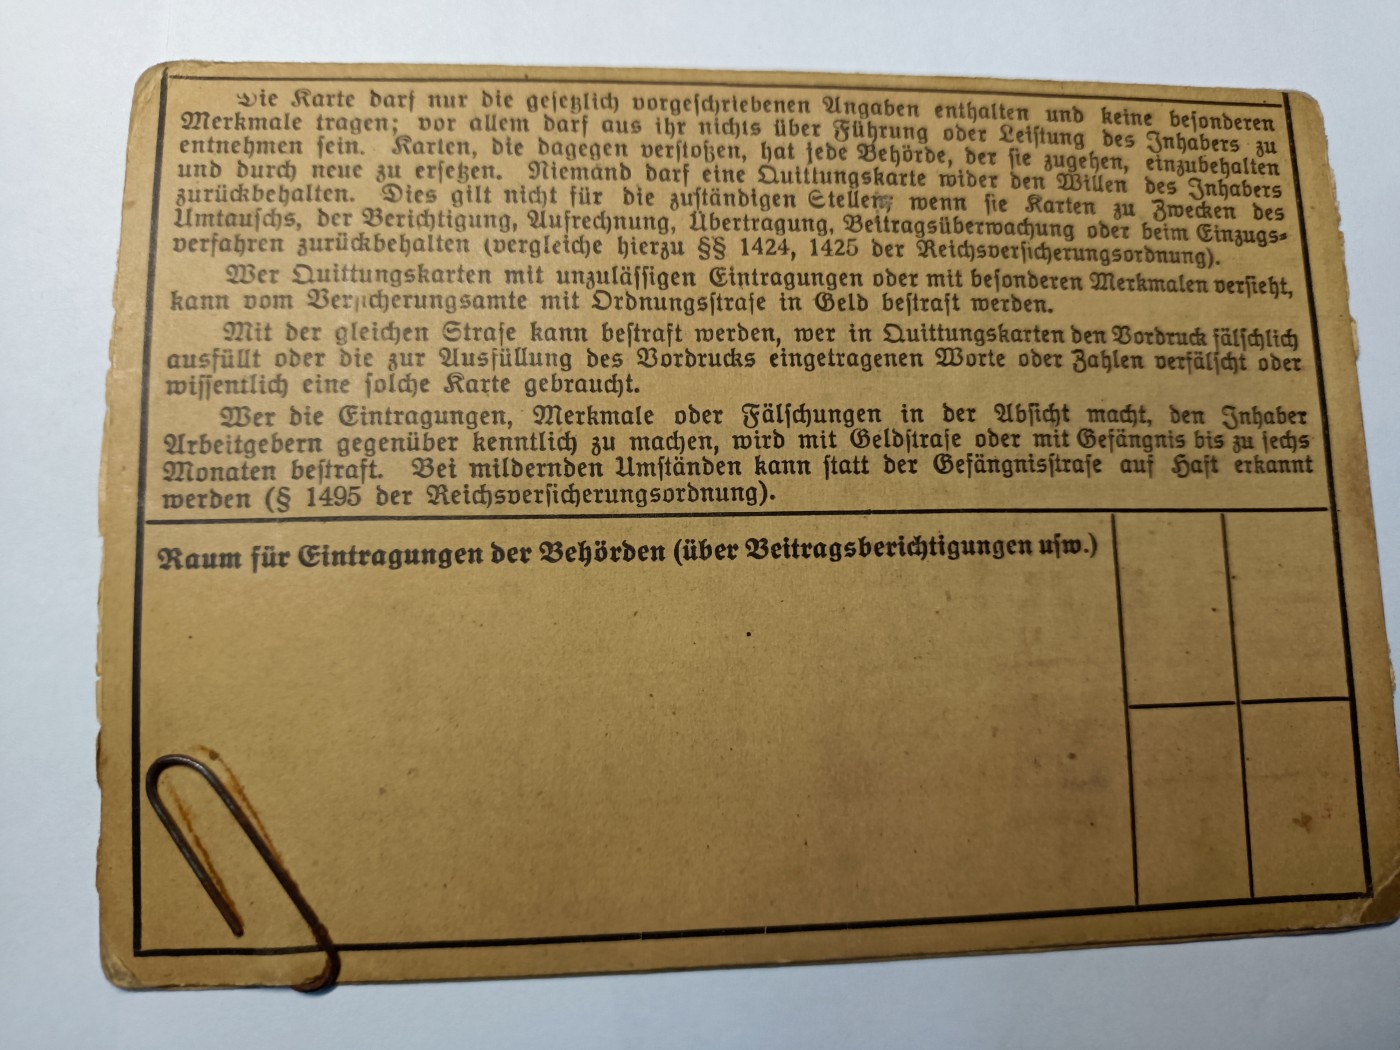 Die Karte darf nur die gesetzlich vorgeschriebenen Angaben enthalten und keine besonderen
Merkmale tragen; vor allem darf aus ihr nichts über Führung oder Leistung des Inhabers zu
entnehmen sein. Karten, die dagegen verstoßen, hat jede Behörde, der sie zugehen, einzubehalten
und durch neue zu ersetzen. Niemand darf eine Quittungskarte wider den Willen des Inhabers
zurückbehalten. Dies gilt nicht für die zuständigen Stellen, wenn sie Karten zu Zwecken des
Umtauschs, der Berichtigung, Aufrechnung, Übertragung, Beitragsüberwachung oder beim Einzugs-
verfahren zurückbehalten (vergleiche hierzu §§ 1424, 1425 der Reichsversicherungsordnung).
Wer Quittungskarten mit unzulässigen Eintragungen oder mit besonderen Merkmalen versieht,
kann vom Versicherungsamte mit Ordnungsstrafe in Geld bestraft werden.
Mit der gleichen Strafe kann bestraft werden, wer in Quittungskarten den Vordruck fälschlich
ausfüllt oder die zur Ausfüllung des Vordrucks eingetragenen Worte oder Zahlen verfälscht oder
wissentlich eine solche Karte gebraucht.
Wer die Eintragungen, Merkmale oder Fälschungen in der Absicht macht, den Inhaber
Arbeitgebern gegenüber kenntlich zu machen, wird mit Geldstrafe oder mit Gefängnis bis zu sechs
Monaten bestraft. Bei mildernden Umständen kann statt der Gefängnisstrafe auf Haft erkannt
werden (§ 1495 der Reichsversicherungsordnung).
Raum für Eintragungen der Behörden (über Beitragsberichtigungen usw.)